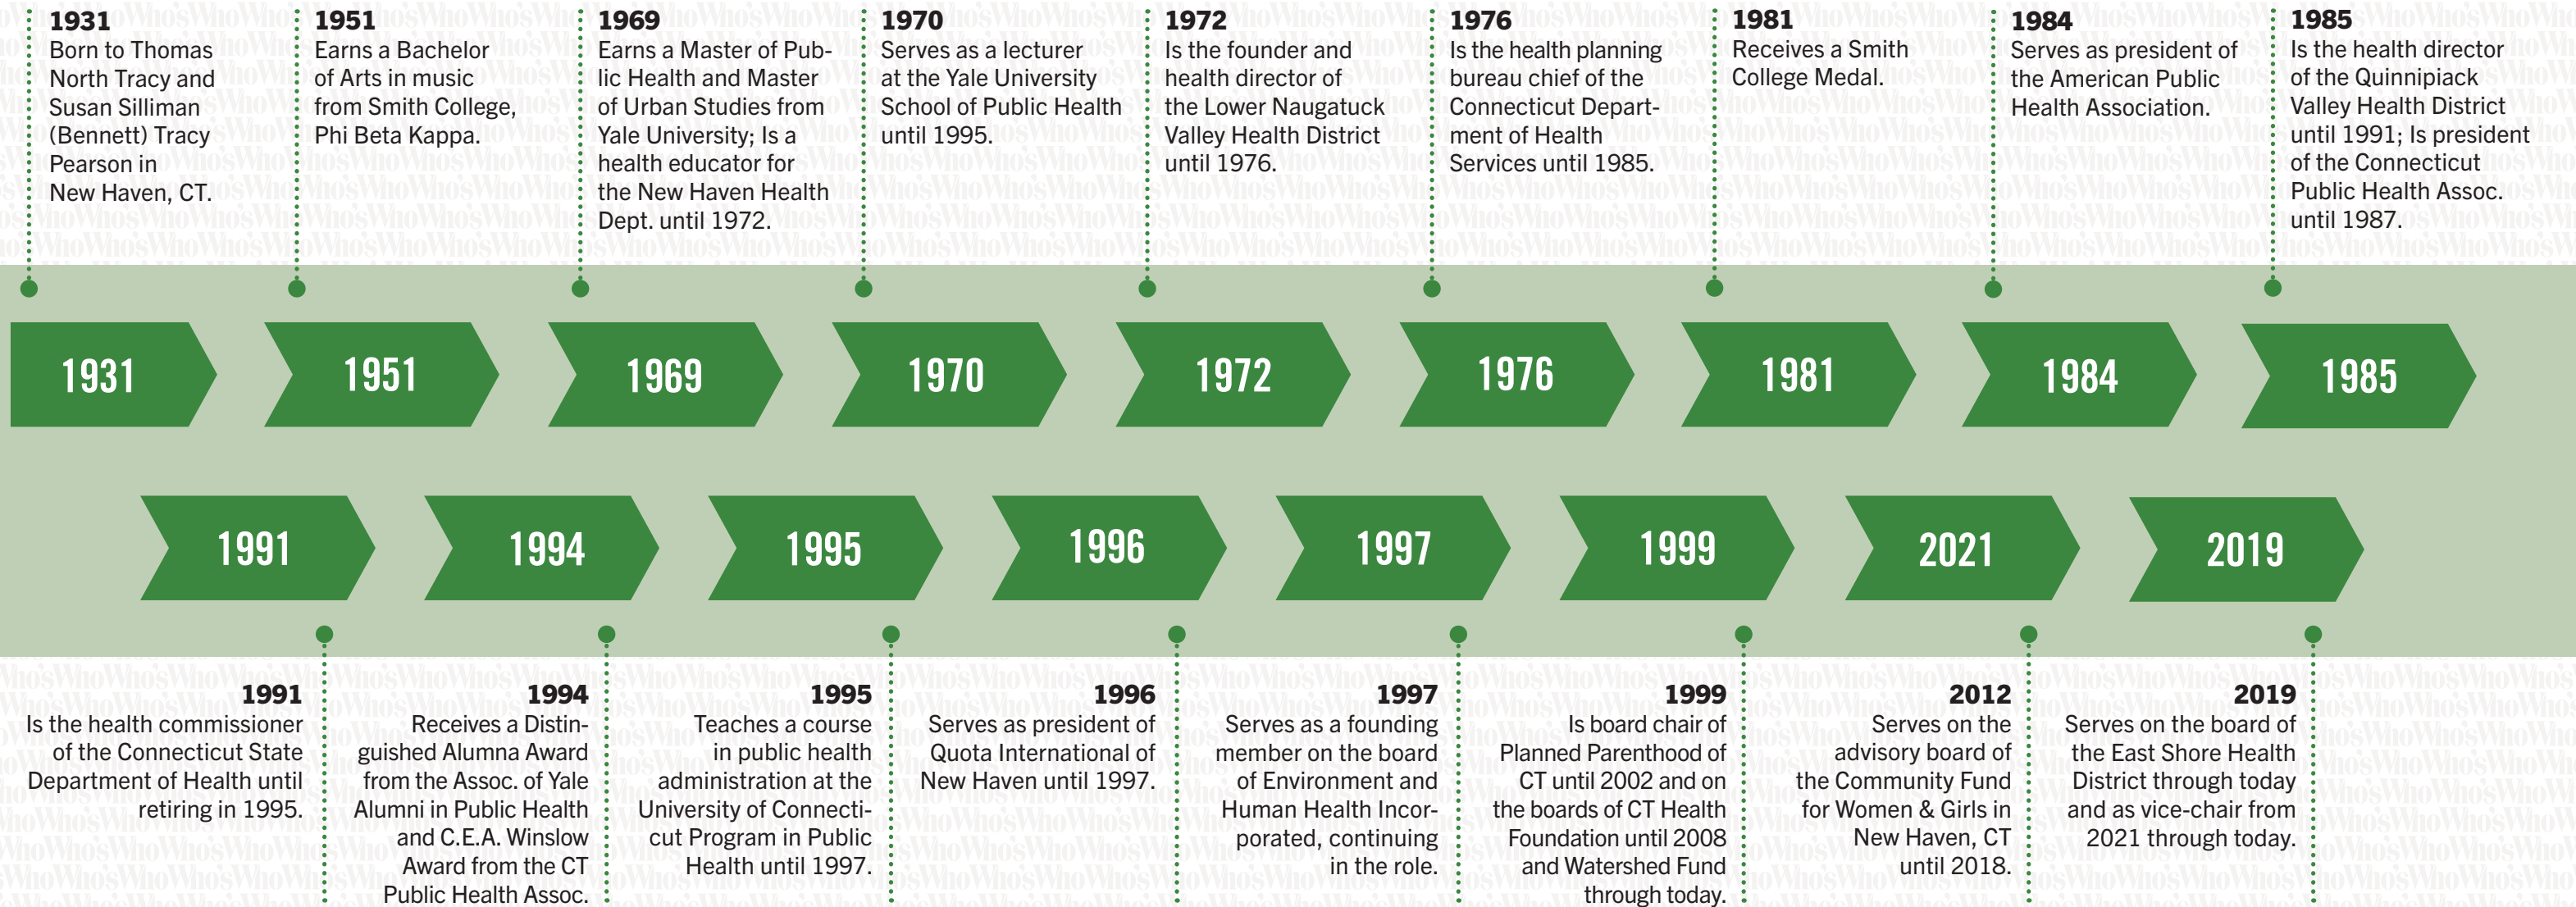 1931
Born to Thomas
North Tracy and
Susan Silliman
(Bennett) Tracy
Pearson in
New Haven, CT.
1951
Earns a Bachelor
of Arts in music
from Smith College,
Phi Beta Kappa.
1969
Earns a Master of Pub-
lic Health and Master
of Urban Studies from
Yale University; Is a
health educator for
the New Haven Health
Dept. until 1972.
1970
Serves as a lecturer
at the Yale University
School of Public Health
until 1995.
1972
Is the founder and
health director of
the Lower Naugatuck
Valley Health District
until 1976.
1976
Is the health planning
bureau chief of the
Connecticut Depart-
ment of Health
Services until 1985.
1981
Receives a Smith
College Medal.
1984
Serves as president of
the American Public
Health Association.
1985
Is the health director
of the Quinnipiack
Valley Health District
until 1991; Is president
of the Connecticut
Public Health Assoc.
until 1987.
1931
1951
1969
1970
1972
1976
1981
1984
1985
1991
1994
1995
1996
1997
1999
2021
2019
1991
Is the health commissioner
of the Connecticut State
Department of Health until
retiring in 1995.
1994
Receives a Distin-
guished Alumna Award
from the Assoc. of Yale
Alumni in Public Health
and C.E.A. Winslow
Award from the CT
Public Health Assoc.
1995
Teaches a course
in public health
administration at the
University of Connecti-
cut Program in Public
Health until 1997.
1996
Serves as president of
Quota International of
New Haven until 1997.
1997
Serves as a founding
member on the board
of Environment and
Human Health Incor-
porated, continuing
in the role.
1999
Is board chair of
Planned Parenthood of
CT until 2002 and on
the boards of CT Health
Foundation until 2008
and Watershed Fund
through today.
2012
Serves on the
advisory board of
the Community Fund
for Women & Girls in
New Haven, CT
until 2018.
2019
Serves on the board of
the East Shore Health
District through today
and as vice-chair from
2021 through today.